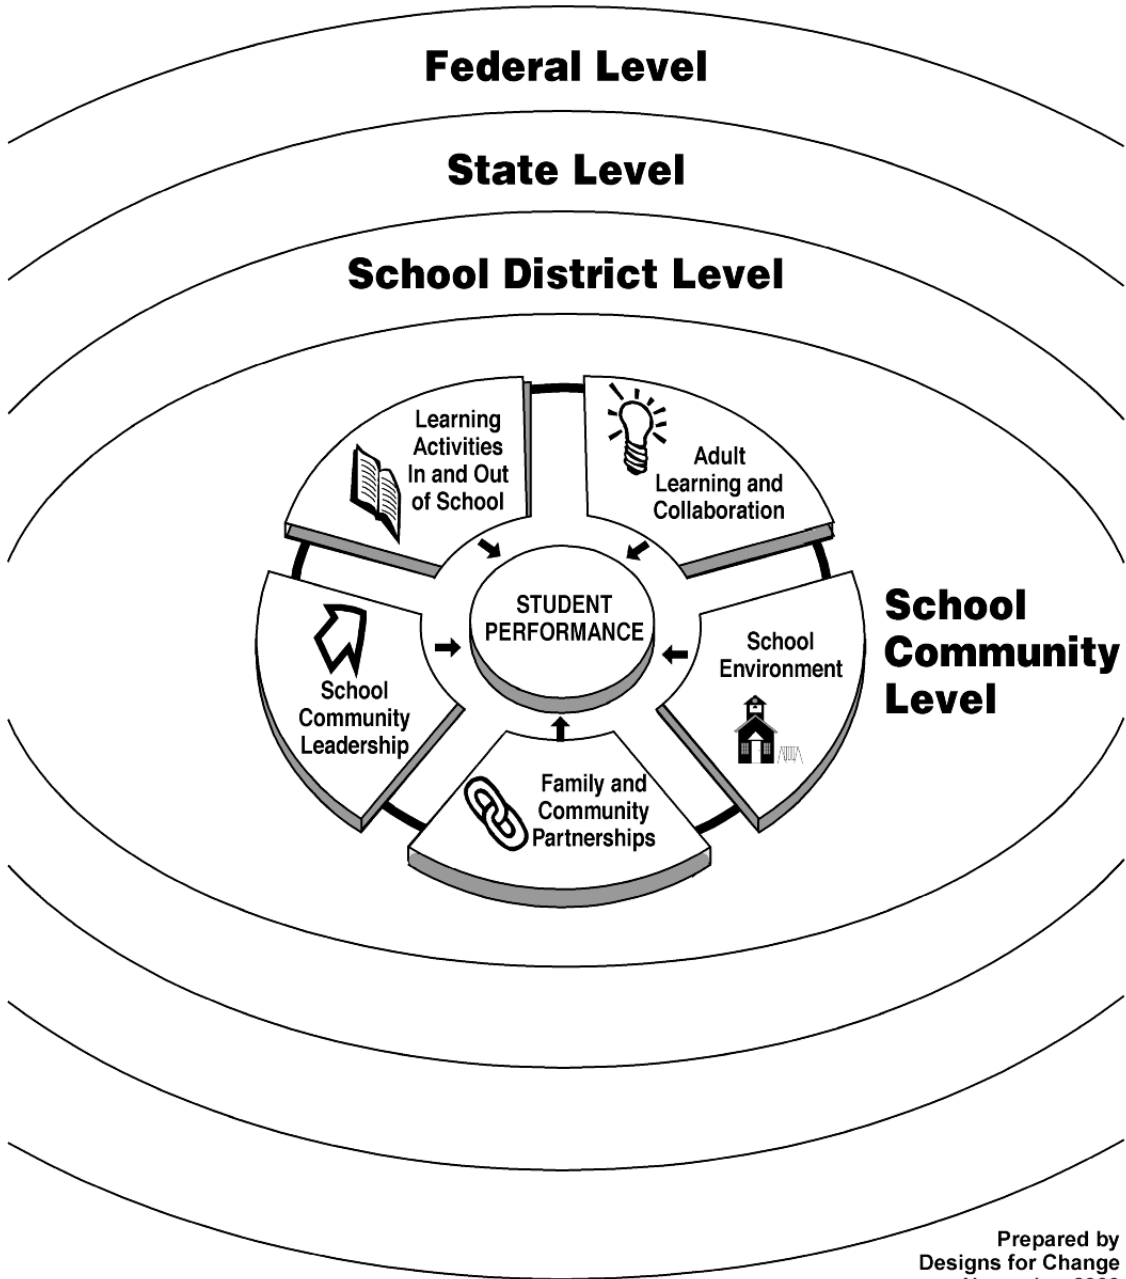 Federal Level
State Level
School District Level
Learning
Activities
In and Out
of School
Adult
Learning and
Collaboration
STUDENT
PERFORMANCE
School
Environment
School
Community
Level
School
Community
Leadership
Family and
Community
Partnerships
Prepared by
Designs for Change